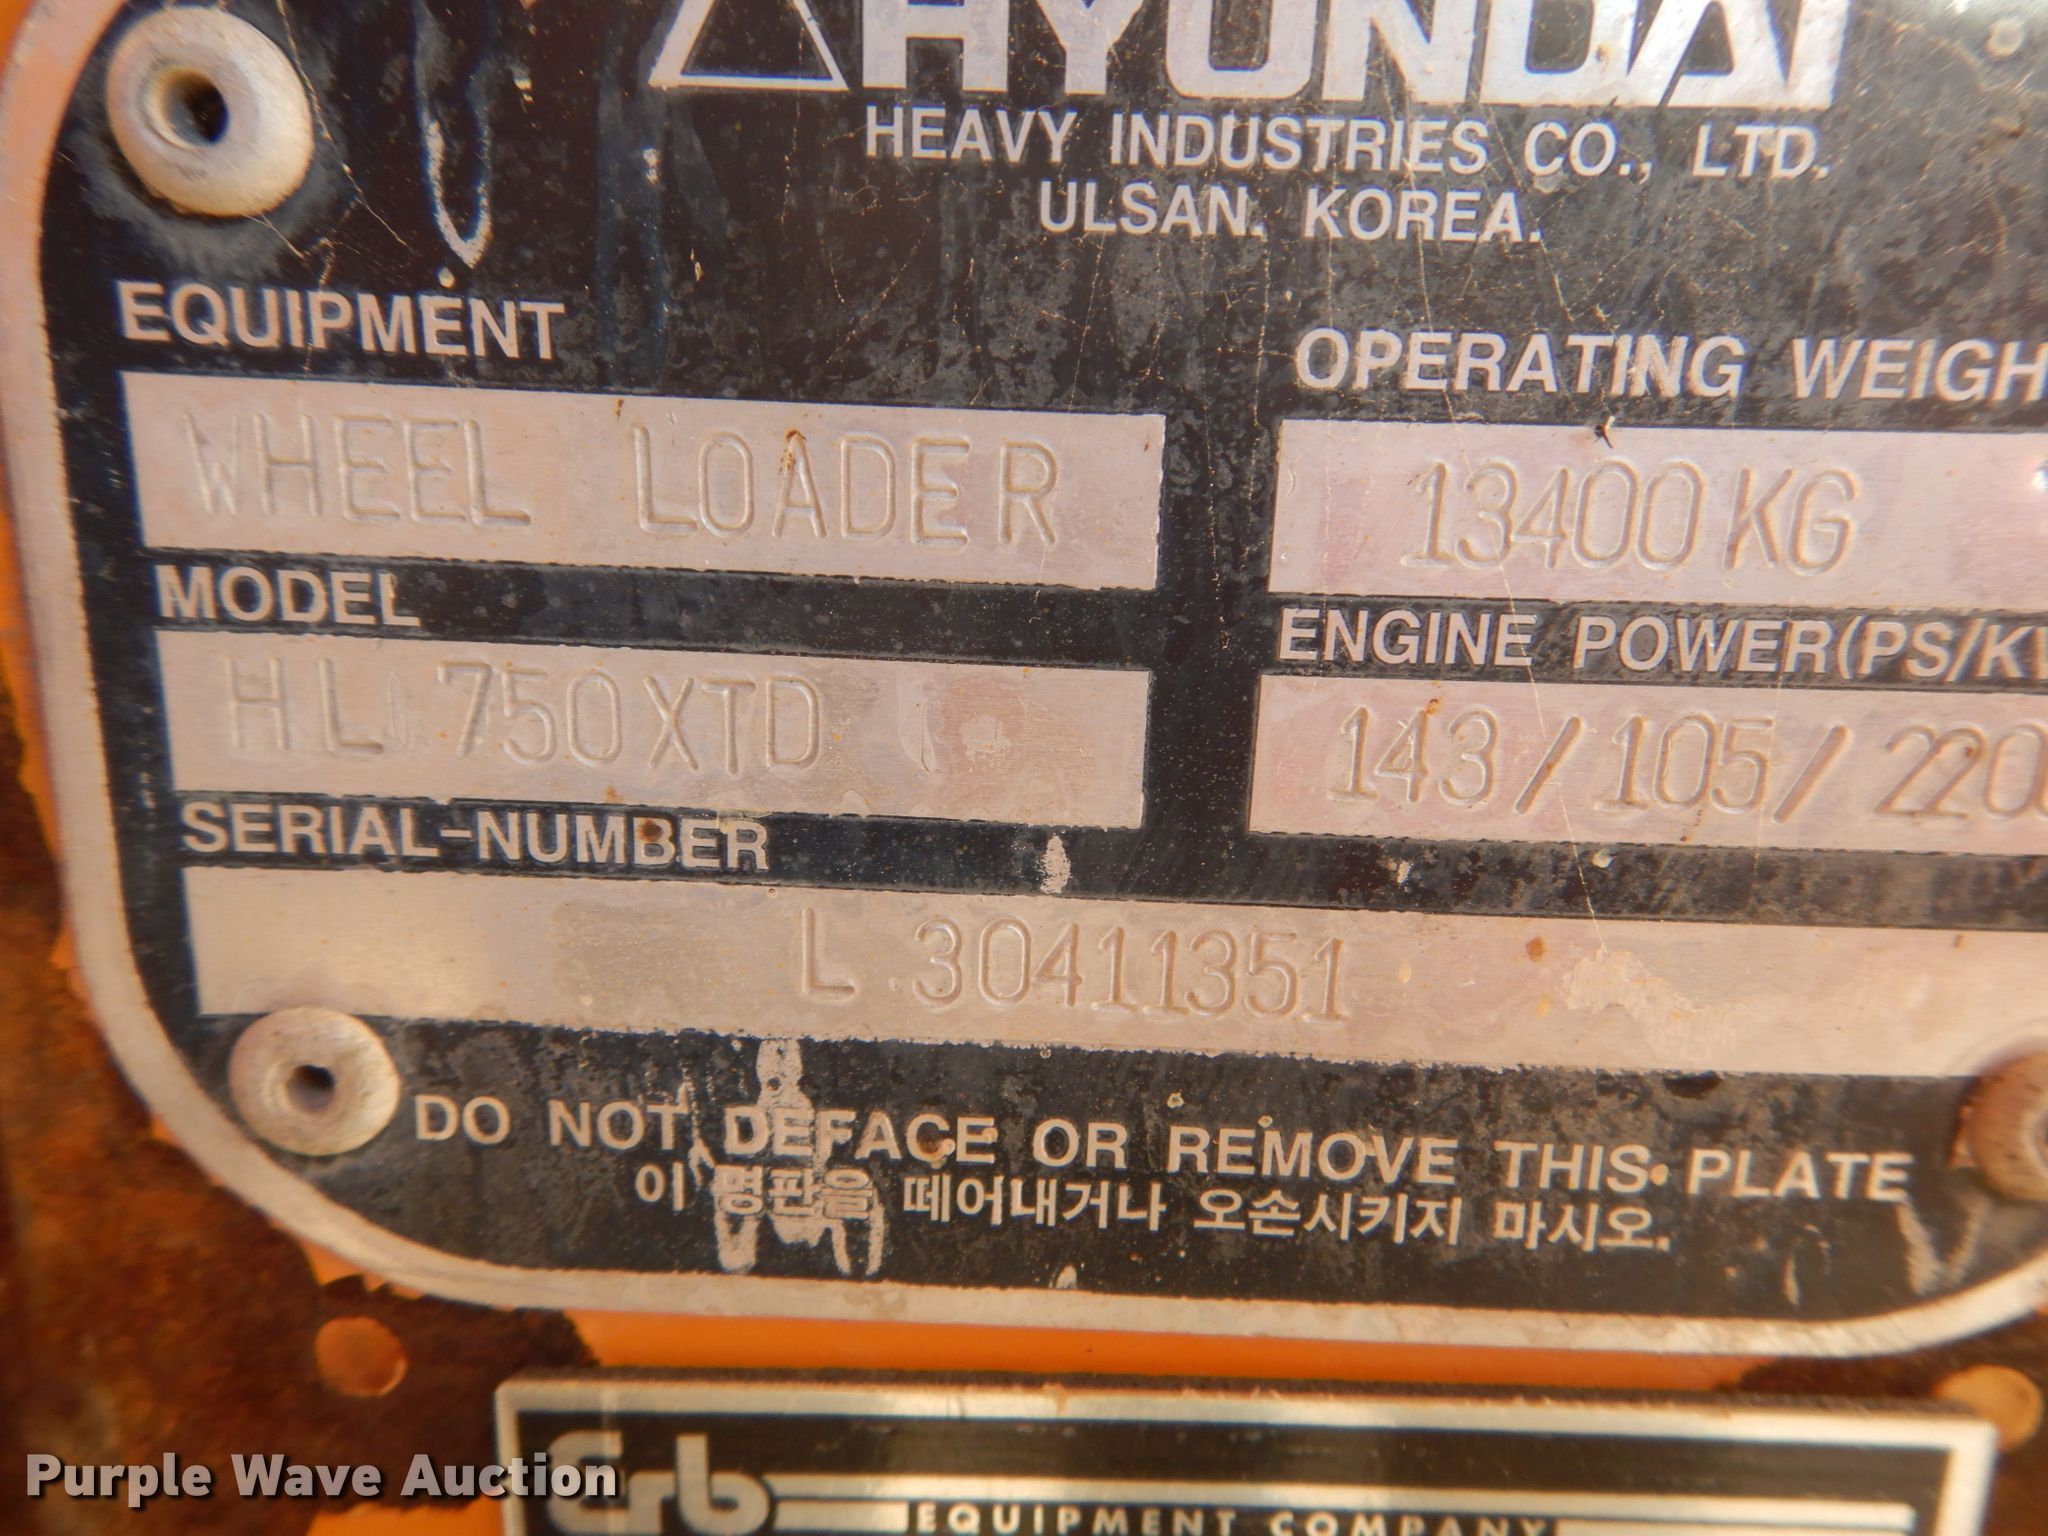 HYUNDAI
HEAVY INDUSTRIES CO., LTD.
ULSAN, KOREA.
EQUIPMENT
WHEEL LOADER
OPERATING WEIGH
13400KG
MODEL
HL 750XTD
ENGINE POWER(PS/K
143/105/220
SERIAL-NUMBER
L 30411351
DO NOT DEFACE OR REMOVE THIS PLATE
이 명판을 떼어내거나 오손시키지 마시오.
Erb
EQUIPMENT COMPANY
Purple Wave Auction